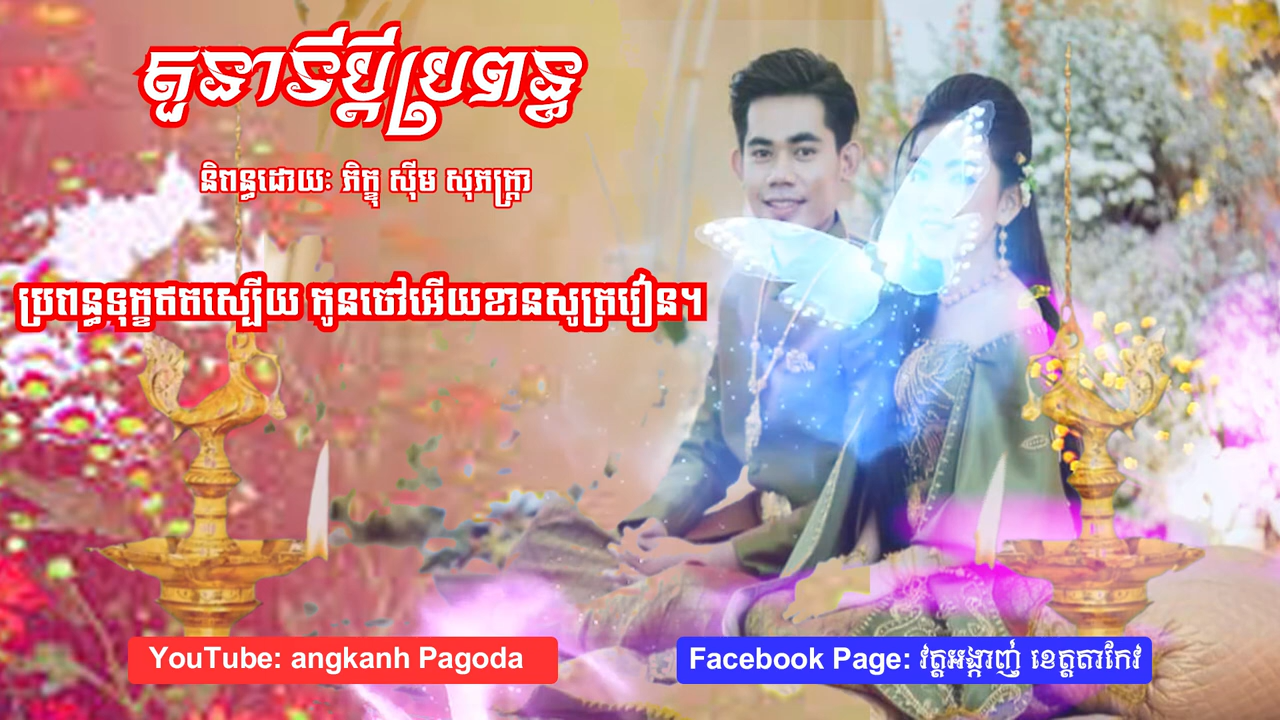 តួនាទីប្តីប្រពន្ធ
និពន្ធដោយៈ ភិក្ខុ ស៊ីម សុភក្ត្រា
ប្រពន្ធទុក្ខឥតស្បើយ កូនចៅអើយខានសូត្ររៀន។
YouTube: angkanh Pagoda
Facebook Page: វត្តអង្កាញ់ ខេត្តតាកែវ